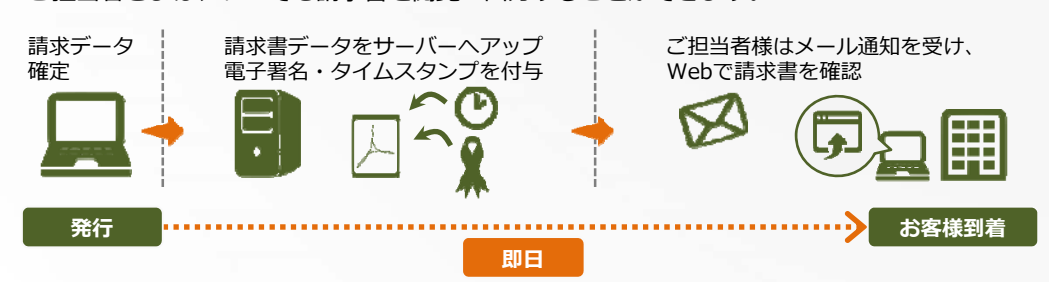 請求データ
確定
請求書データをサーバーへアップ
電子署名・タイムスタンプを付与
ご担当者様はメール通知を受け、
Webで請求書を確認
発行
お客様到着
即日